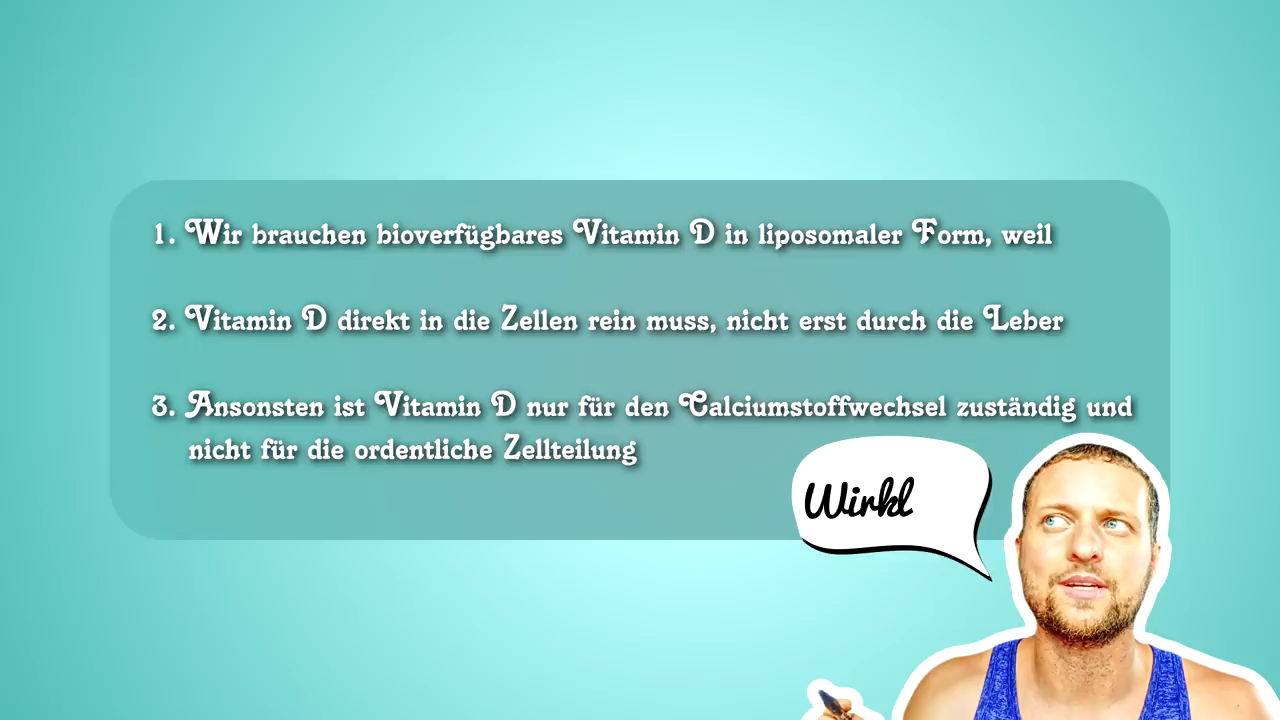 1. Wir brauchen bioverfügbares Vitamin D in liposomaler Form, weil
2. Vitamin D direkt in die Zellen rein muss, nicht erst durch die Leber
3. Ansonsten ist Vitamin D nur für den Calciumstoffwechsel zuständig und
nicht für die ordentliche Zellteilung
Wirkl